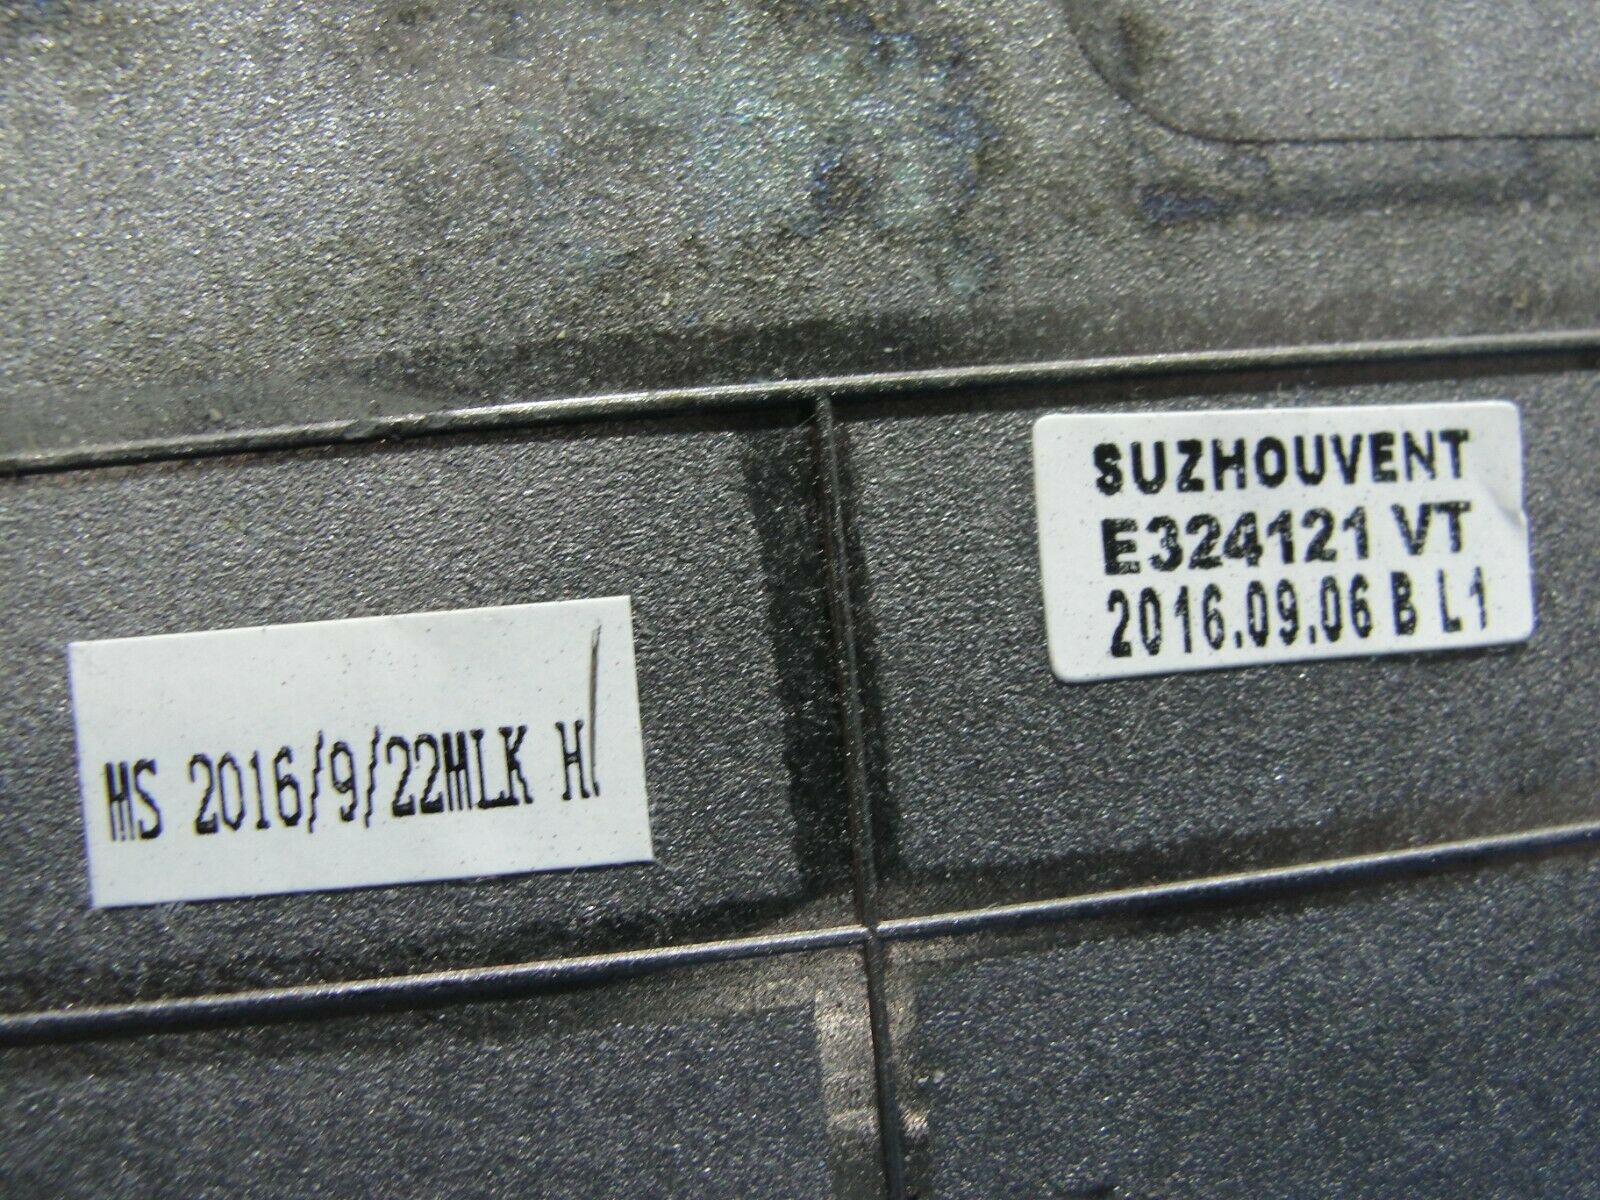 SUZHOUVENT
E324121 VT
2016.09.06 B L1
MS 2016/9/22MLK H